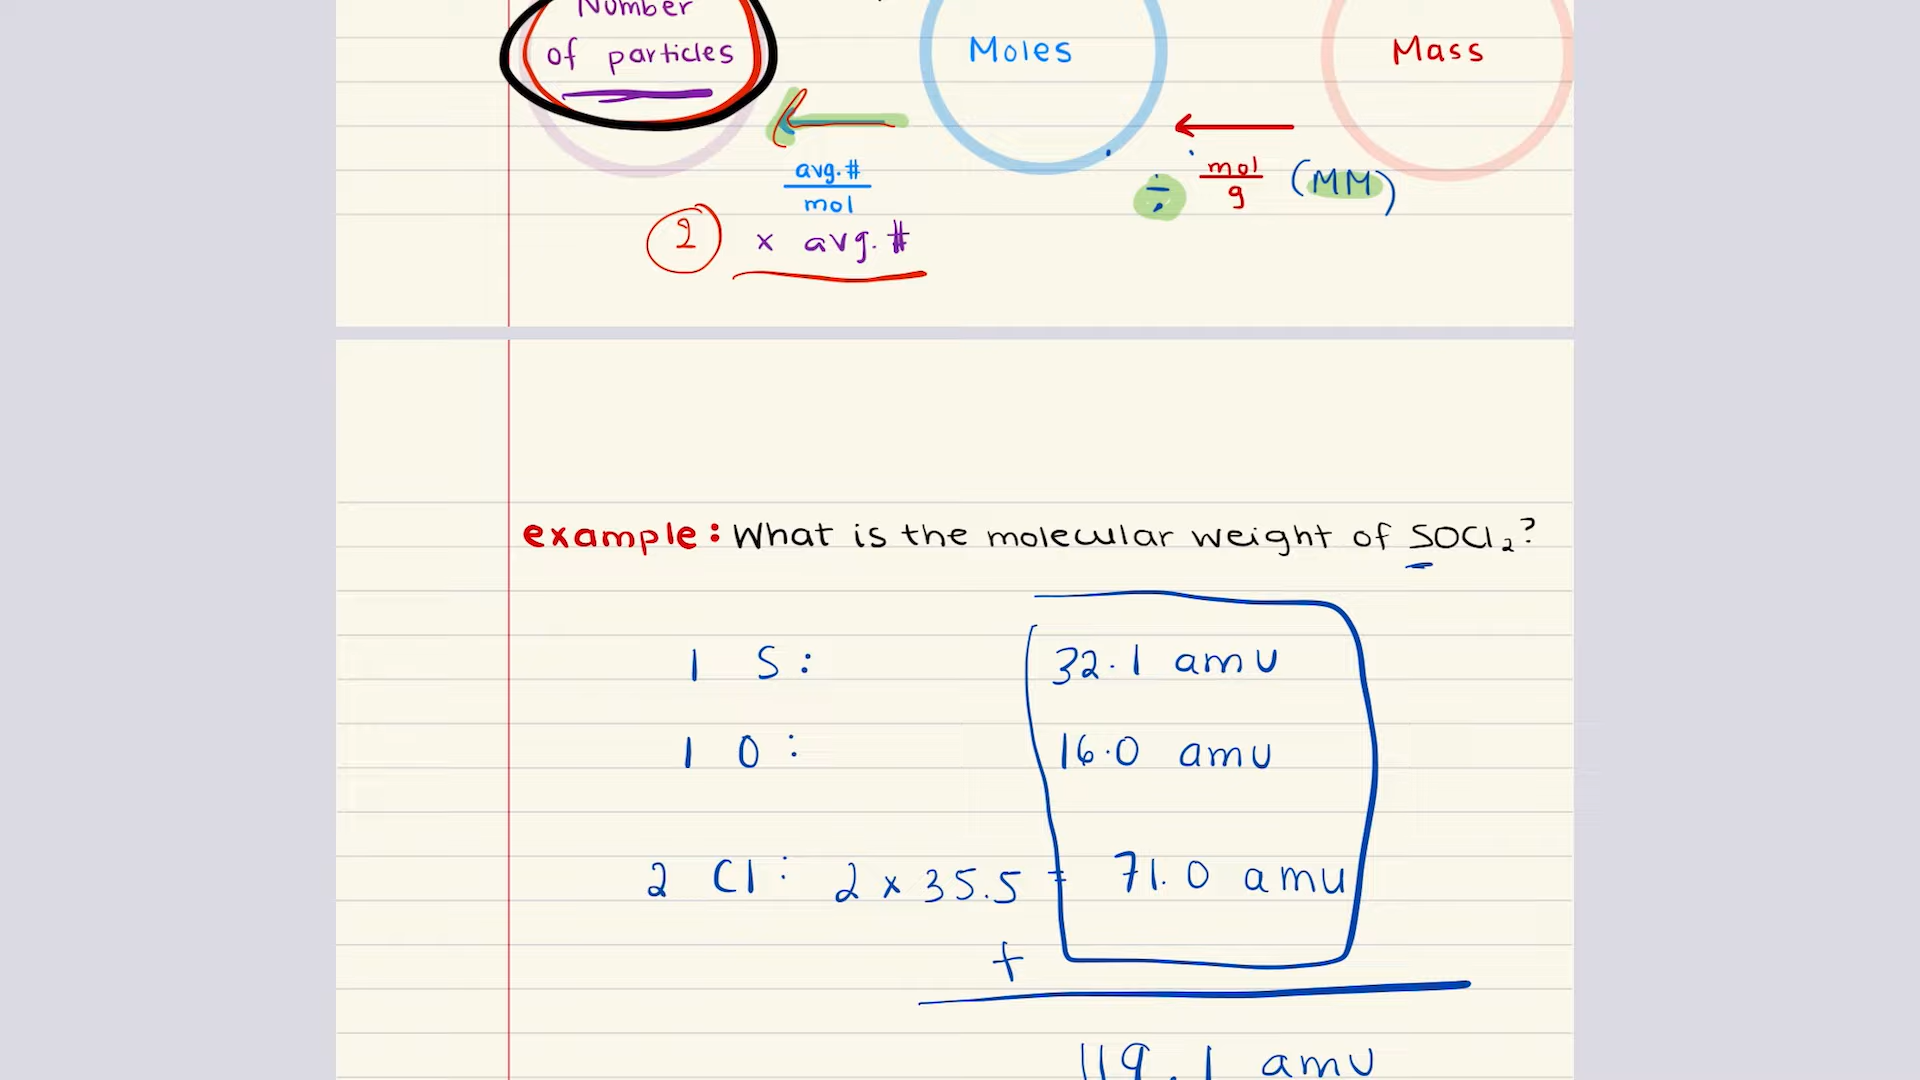 Number
of particles
Moles
Mass
avg.#
mol
÷ mol
g
(MM)
2 x avg.#
example: What is the molecular weight of SOCl₂?
1 S: 32.1 amu
1 O: 16.0 amu
2 Cl: 2 x 35.5 = 71.0 amu
+
119.1 amu